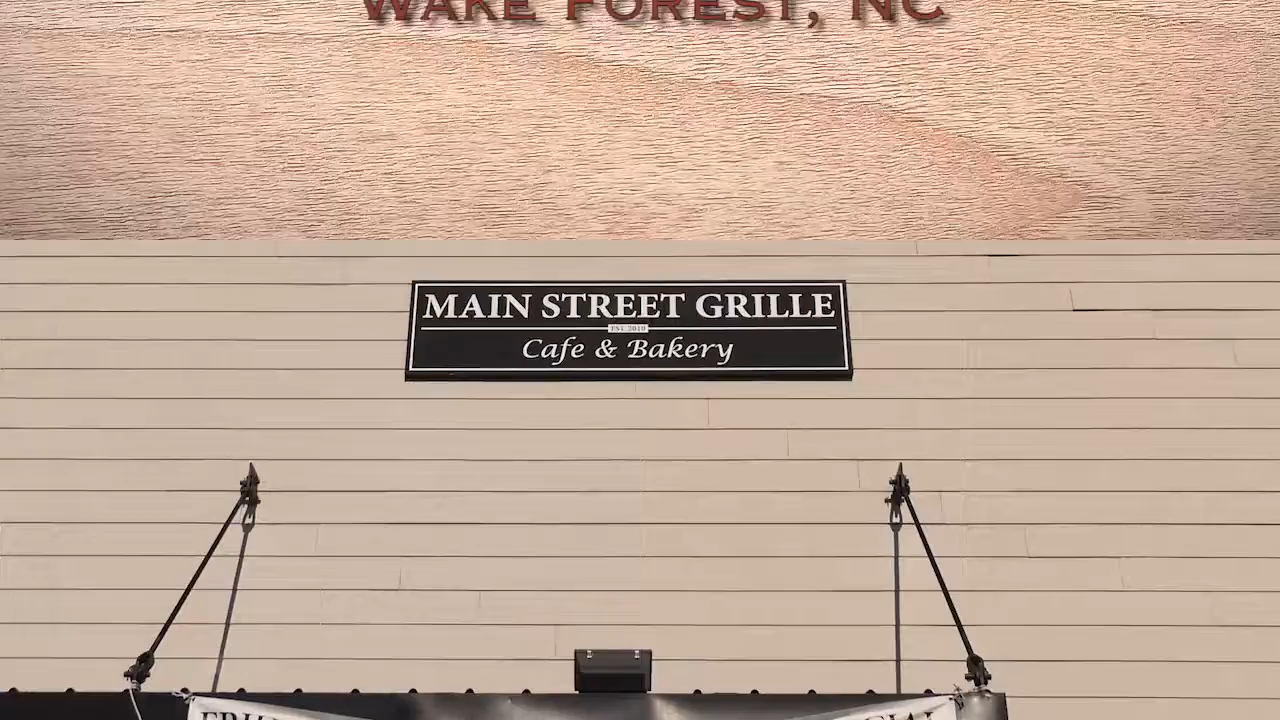 WAKE FOREST, NC
MAIN STREET GRILLE
EST. 2010
Cafe & Bakery